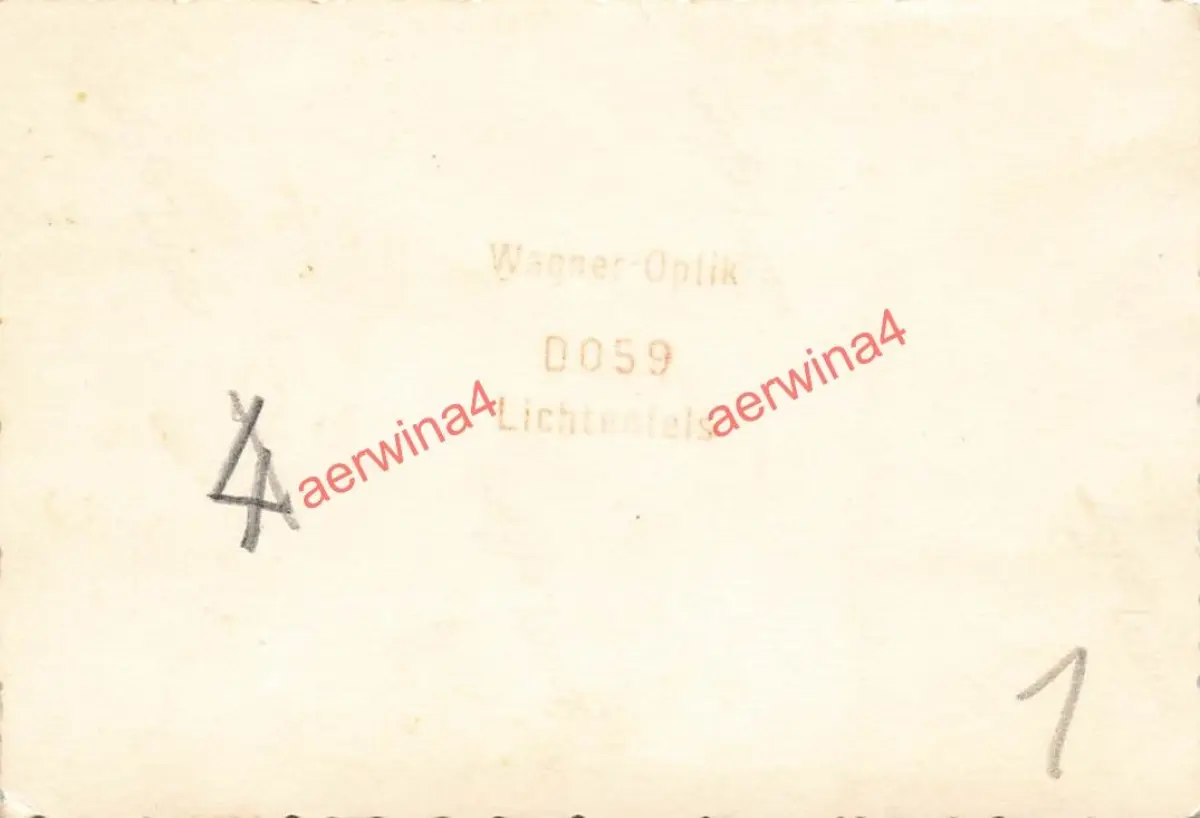 Wagner-Optik
D059
Lichtenfels
4
aerwina4
aerwina4
1